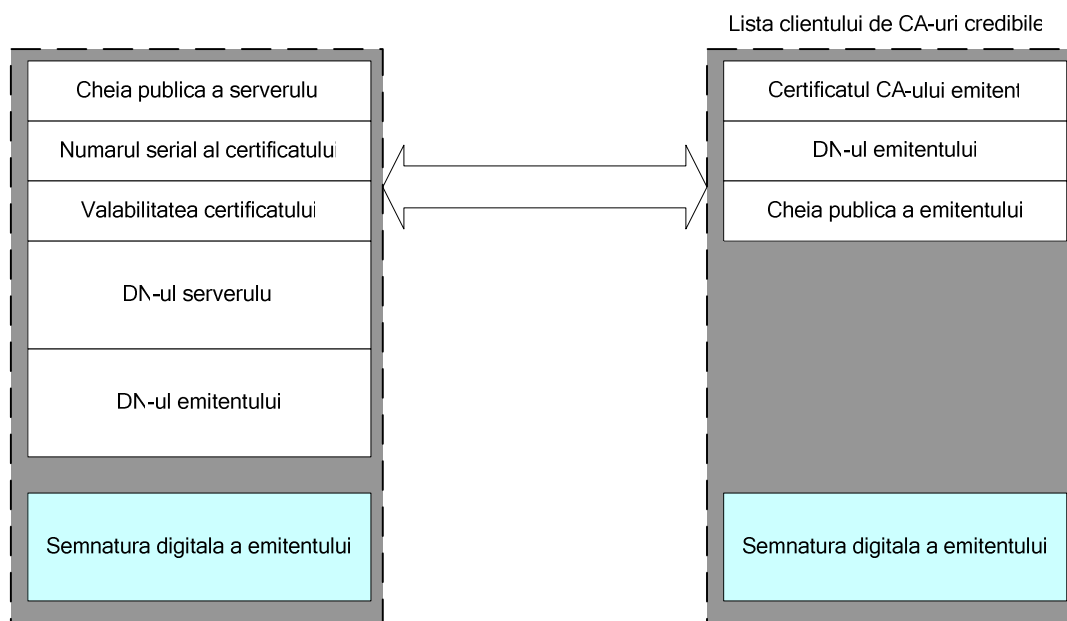 Lista clientului de CA-uri credibile
Cheia publica a serverulu
Numarul serial al certificatului
Valabilitatea certificatului
DN-ul serverulu
DN-ul emitentului
Semnatura digitala a emitentului
Certificatul CA-ului emitent
DN-ul emitentului
Cheia publica a emitentului
Semnatura digitala a emitentului